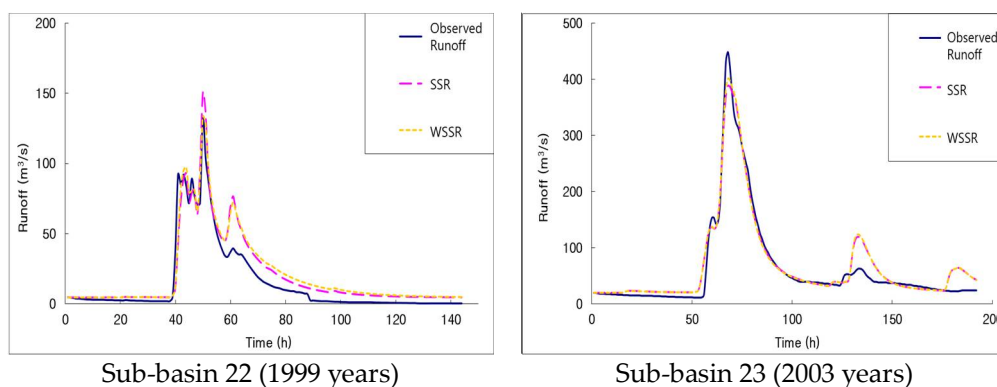 200
150
100
50
0
Runoff (m³/s)
0 20 40 60 80 100 120 140
Time (h)
Observed
Runoff
SSR
WSSR
Sub-basin 22 (1999 years)
500
400
300
200
100
0
Runoff (m³/s)
0 50 100 150 200
Time (h)
Observed
Runoff
SSR
WSSR
Sub-basin 23 (2003 years)